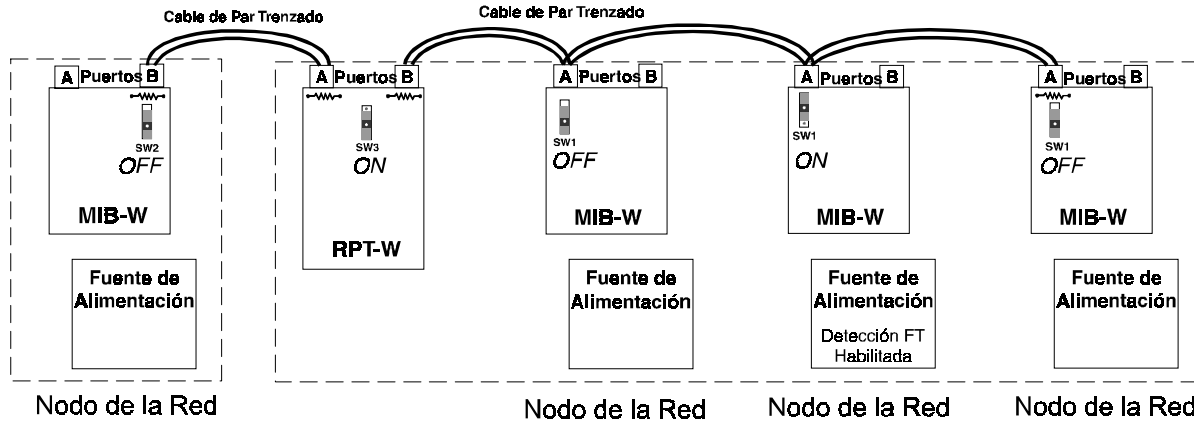 Cable de Par Trenzado
Cable de Par Trenzado
A Puertos B
A Puertos B
A Puertos B
A Puertos B
A Puertos B
SW2
OFF
MIB-W
SW3
ON
RPT-W
SW1
OFF
MIB-W
SW1
ON
MIB-W
SW1
OFF
MIB-W
Fuente de
Alimentación
Fuente de
Alimentación
Fuente de
Alimentación
Detección FT
Habilitada
Fuente de
Alimentación
Nodo de la Red
Nodo de la Red
Nodo de la Red
Nodo de la Red